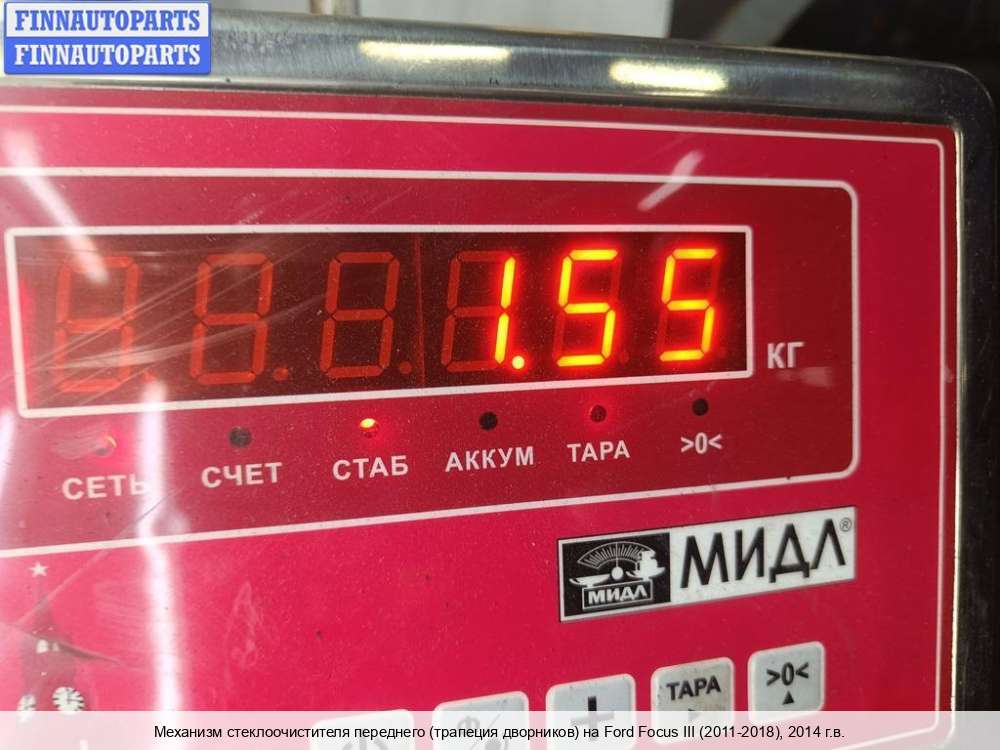 FINNAUTOPARTS
FINNAUTOPARTS
1.55
КГ
СЕТЬ СЧЕТ СТАБ АККУМ ТАРА >0<
МИДЛ МИДЛ®
+ ТАРА >0<
Механизм стеклоочистителя переднего (трапеция дворников) на Ford Focus III (2011-2018), 2014 г.в.